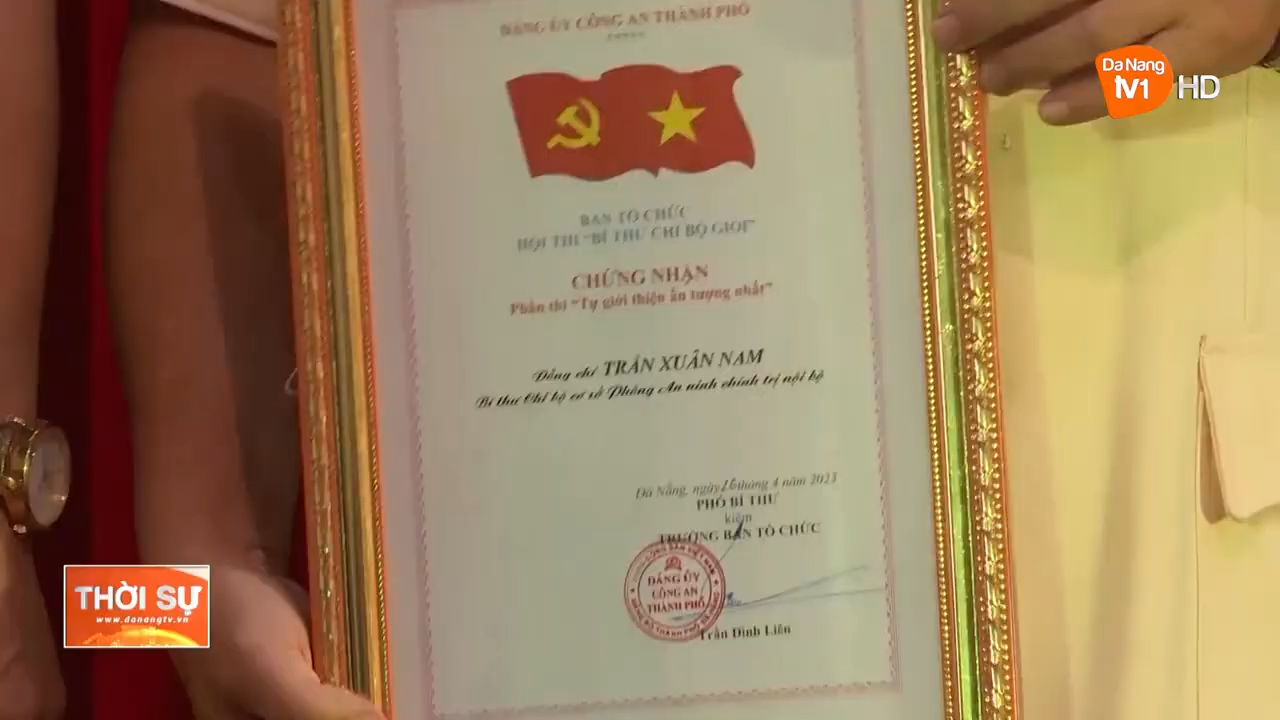 ĐẢNG ỦY CÔNG AN THÀNH PHỐ
BAN TỔ CHỨC
HỘI THI "BÍ THƯ CHI BỘ GIỎI"
CHỨNG NHẬN
Phần thi "Tự giới thiệu ấn tượng nhất"
Đồng chí TRẦN XUÂN NAM
Bí thư Chi bộ cơ sở Phòng An ninh chính trị nội bộ
Đà Nẵng, ngày 16 tháng 4 năm 2023
PHÓ BÍ THƯ
kiêm
TRƯỞNG BAN TỔ CHỨC
ĐẢNG ỦY
CÔNG AN
THÀNH PHỐ
Trần Đình Liên
Da Nang
TV1 HD
THỜI SỰ
www.danangtv.vn